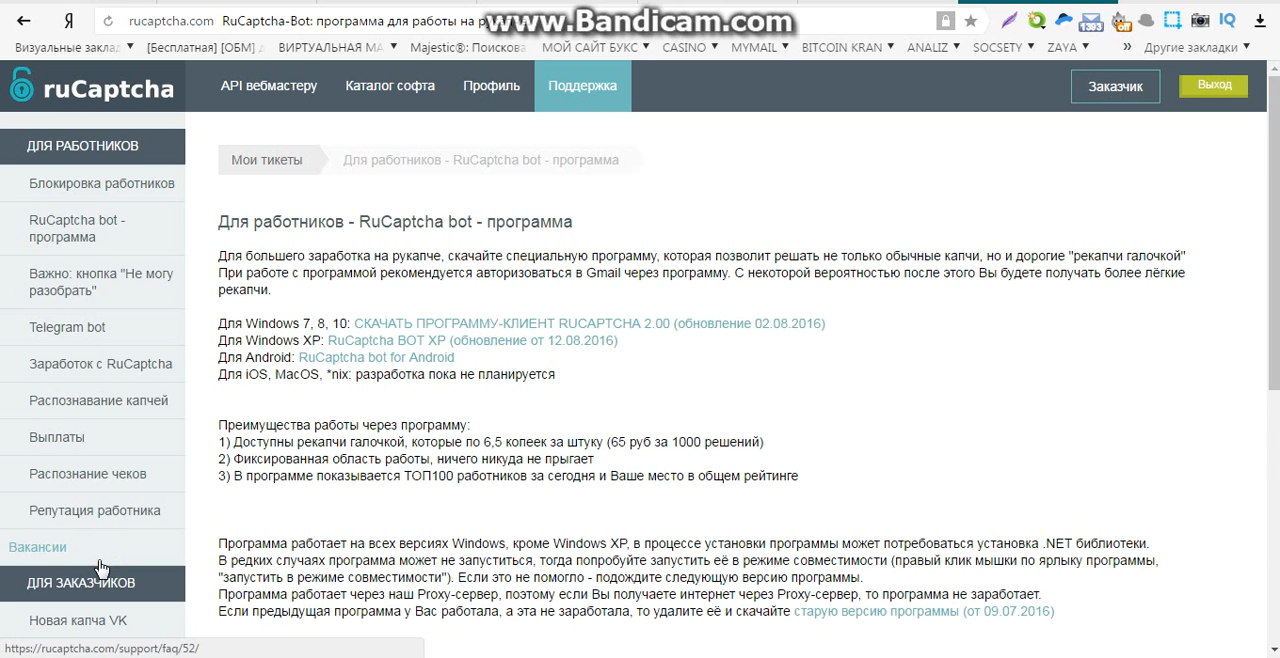 Я rucaptcha.com RuCaptcha-Bot: программа для работы на
www.Bandicam.com
Визуальные заклад [Бесплатная] [ОБМ] ВИРТУАЛЬНАЯ МА Majestic®: Поискова МОЙ САЙТ БУКС CASINO MYMAIL BITCOIN KRAN ANALIZ SOCSETY ZAYA » Другие закладки
ruCaptcha API вебмастеру Каталог софта Профиль Поддержка Заказчик Выход
ДЛЯ РАБОТНИКОВ
Блокировка работников
RuCaptcha bot -
программа
Важно: кнопка "Не могу
разобрать"
Telegram bot
Заработок с RuCaptcha
Распознавание капчей
Выплаты
Распознание чеков
Репутация работника
Вакансии
ДЛЯ ЗАКАЗЧИКОВ
Новая капча VK
https://rucaptcha.com/support/faq/52/
Мои тикеты Для работников - RuCaptcha bot - программа
Для работников - RuCaptcha bot - программа
Для большего заработка на рукапче, скачайте специальную программу, которая позволит решать не только обычные капчи, но и дорогие "рекапчи галочкой"
При работе с программой рекомендуется авторизоваться в Gmail через программу. С некоторой вероятностью после этого Вы будете получать более лёгкие
рекапчи.
Для Windows 7, 8, 10: СКАЧАТЬ ПРОГРАММУ-КЛИЕНТ RUCAPTCHA 2.00 (обновление 02.08.2016)
Для Windows XP: RuCaptcha BOT XP (обновление от 12.08.2016)
Для Android: RuCaptcha bot for Android
Для iOS, MacOS, *nix: разработка пока не планируется
Преимущества работы через программу:
1) Доступны рекапчи галочкой, которые по 6,5 копеек за штуку (65 руб за 1000 решений)
2) Фиксированная область работы, ничего никуда не прыгает
3) В программе показывается ТОП100 работников за сегодня и Ваше место в общем рейтинге
Программа работает на всех версиях Windows, кроме Windows XP, в процессе установки программы может потребоваться установка .NET библиотеки.
В редких случаях программа может не запуститься, тогда попробуйте запустить её в режиме совместимости (правый клик мышки по ярлыку программы,
"запустить в режиме совместимости"). Если это не помогло - подождите следующую версию программы.
Программа работает через наш Proxy-сервер, поэтому если Вы получаете интернет через Proxy-сервер, то программа не заработает.
Если предыдущая программа у Вас работала, а эта не заработала, то удалите её и скачайте старую версию программы (от 09.07.2016)